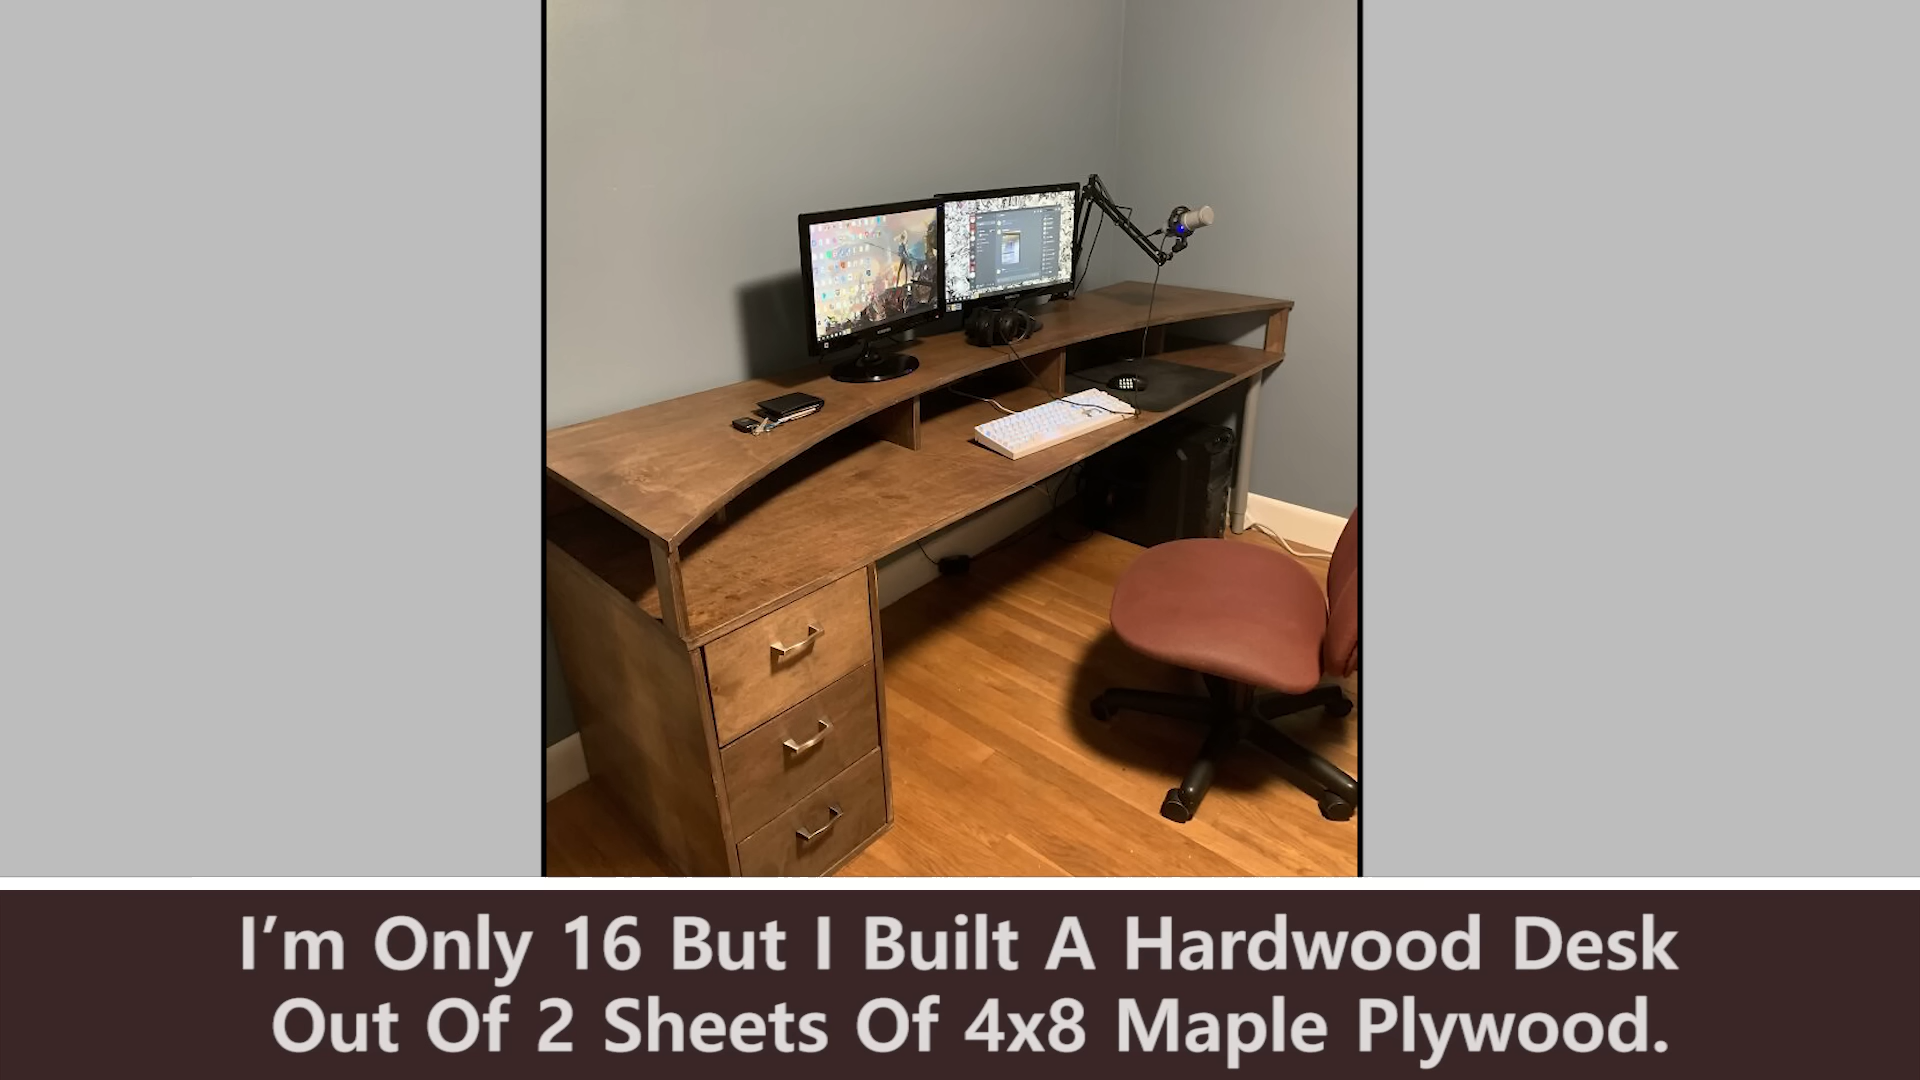 I’m Only 16 But I Built A Hardwood Desk
Out Of 2 Sheets Of 4x8 Maple Plywood.